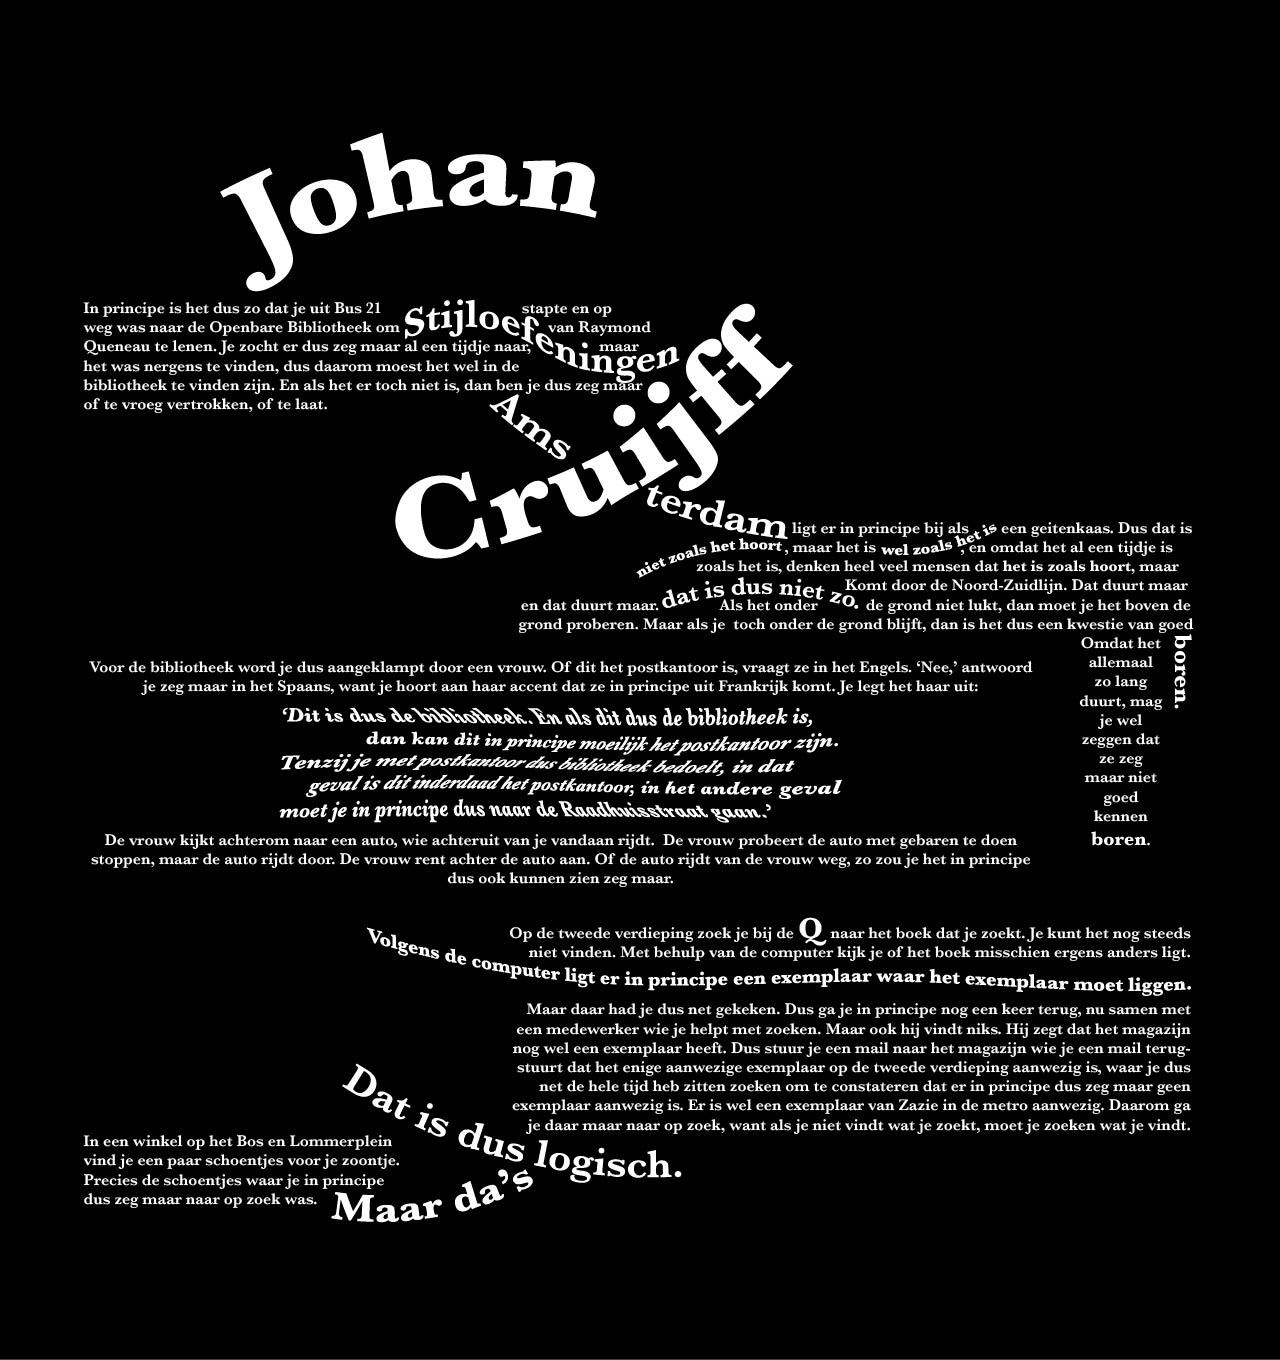 Johan
In principe is het dus zo dat je uit Bus 21
weg was naar de Openbare Bibliotheek om Stijloefeningen
stapte en op
van Raymond
Queneau te lenen. Je zocht er dus zeg maar al een tijdje naar, maar
het was nergens te vinden, dus daarom moest het wel in de
bibliotheek te vinden zijn. En als het er toch niet is, dan ben je dus zeg maar
of te vroeg vertrokken, of te laat.
Cruijff
Ams
terdam ligt er in principe bij als het is een geitenkaas. Dus dat is
niet zoals het hoort, maar het is wel zoals het is, en omdat het al een tijdje is
zoals het is, denken heel veel mensen dat het is zoals hoort, maar
dat is dus niet zo. Komt door de Noord-Zuidlijn. Dat duurt maar
en dat duurt maar. Als het onder de grond niet lukt, dan moet je het boven de
grond proberen. Maar als je toch onder de grond blijft, dan is het dus een kwestie van goed
boren.
Omdat het
allemaal
zo lang
duurt, mag
je wel
zeggen dat
ze zeg
maar niet
goed
kennen
boren.
Voor de bibliotheek word je dus aangeklampt door een vrouw. Of dit het postkantoor is, vraagt ze in het Engels. ‘Nee,’ antwoord
je zeg maar in het Spaans, want je hoort aan haar accent dat ze in principe uit Frankrijk komt. Je legt het haar uit:
‘Dit is dus de bibliotheek. En als dit dus de bibliotheek is,
dan kan dit in principe moeilijk het postkantoor zijn.
Tenzij je met postkantoor dus bibliotheek bedoelt, in dat
geval is dit inderdaad het postkantoor, in het andere geval
moet je in principe dus naar de Raadhuisstraat gaan.’
De vrouw kijkt achterom naar een auto, wie achteruit van je vandaan rijdt. De vrouw probeert de auto met gebaren te doen
stoppen, maar de auto rijdt door. De vrouw rent achter de auto aan. Of de auto rijdt van de vrouw weg, zo zou je het in principe
dus ook kunnen zien zeg maar.
Op de tweede verdieping zoek je bij de Q naar het boek dat je zoekt. Je kunt het nog steeds
niet vinden. Met behulp van de computer kijk je of het boek misschien ergens anders ligt.
Volgens de computer ligt er in principe een exemplaar waar het exemplaar moet liggen.
Maar daar had je dus net gekeken. Dus ga je in principe nog een keer terug, nu samen met
een medewerker wie je helpt met zoeken. Maar ook hij vindt niks. Hij zegt dat het magazijn
nog wel een exemplaar heeft. Dus stuur je een mail naar het magazijn wie je een mail terug-
stuurt dat het enige aanwezige exemplaar op de tweede verdieping aanwezig is, waar je dus
net de hele tijd heb zitten zoeken om te constateren dat er in principe dus zeg maar geen
exemplaar aanwezig is. Er is wel een exemplaar van Zazie in de metro aanwezig. Daarom ga
je daar maar naar op zoek, want als je niet vindt wat je zoekt, moet je zoeken wat je vindt.
Dat is dus logisch.
In een winkel op het Bos en Lommerplein
vind je een paar schoentjes voor je zoontje.
Precies de schoentjes waar je in principe
dus zeg maar naar op zoek was.
Maar da’s